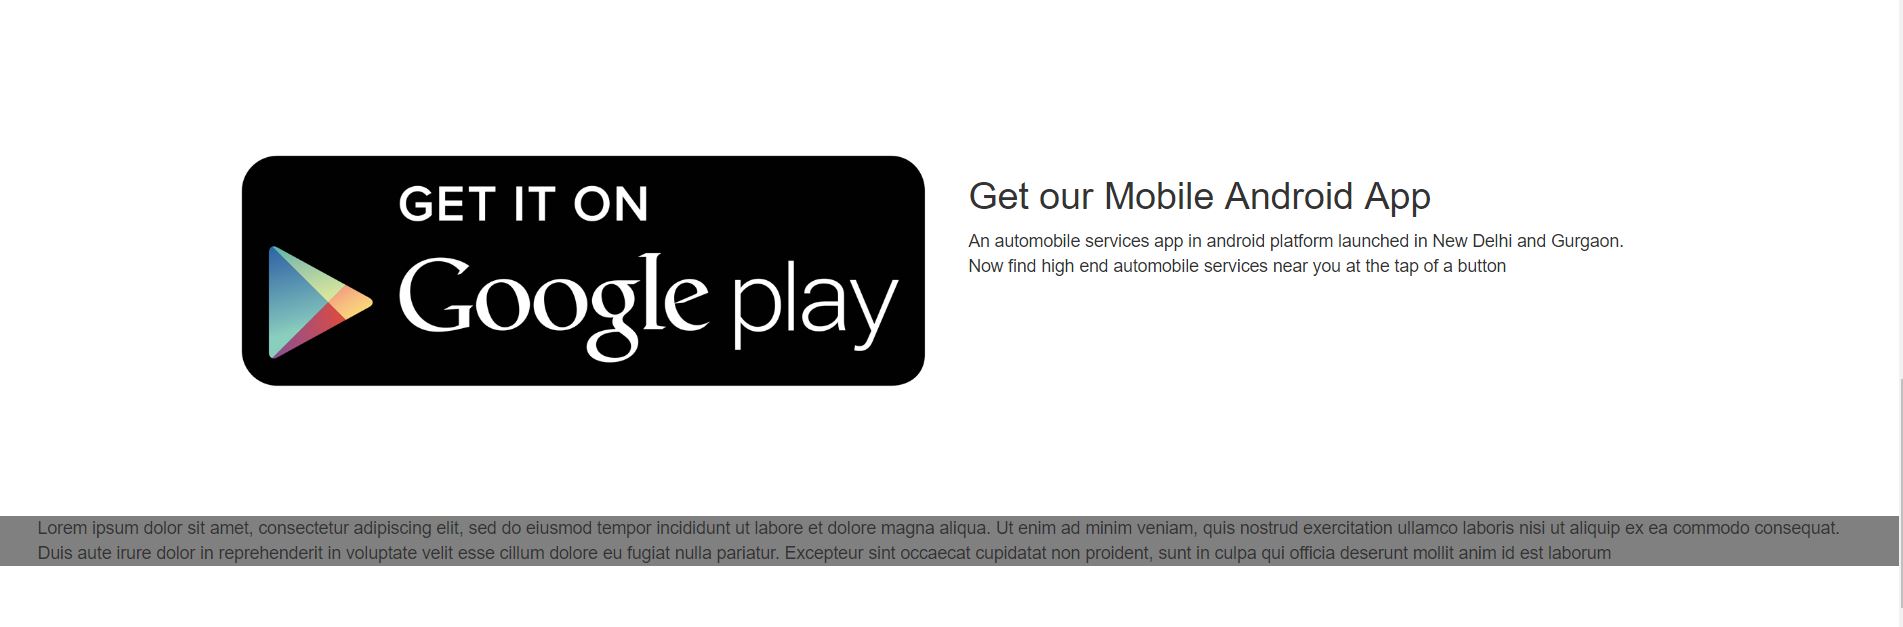 GET IT ON
Google play
Get our Mobile Android App
An automobile services app in android platform launched in New Delhi and Gurgaon.
Now find high end automobile services near you at the tap of a button
Lorem ipsum dolor sit amet, consectetur adipiscing elit, sed do eiusmod tempor incididunt ut labore et dolore magna aliqua. Ut enim ad minim veniam, quis nostrud exercitation ullamco laboris nisi ut aliquip ex ea commodo consequat.
Duis aute irure dolor in reprehenderit in voluptate velit esse cillum dolore eu fugiat nulla pariatur. Excepteur sint occaecat cupidatat non proident, sunt in culpa qui officia deserunt mollit anim id est laborum